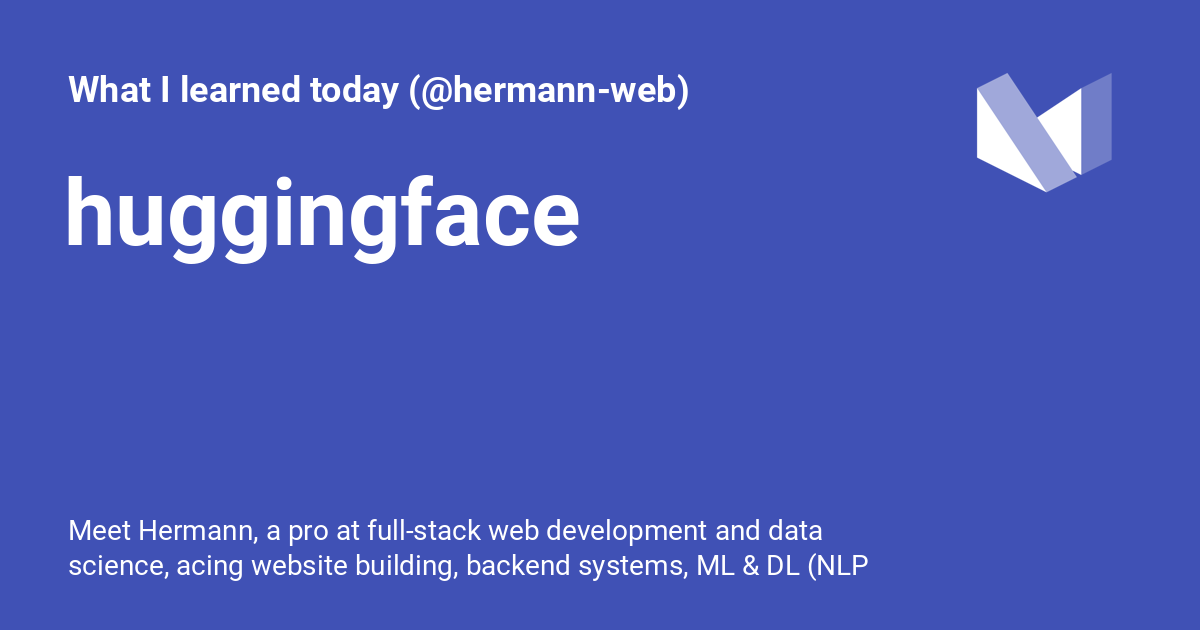 What I learned today (@hermann-web)
huggingface
Meet Hermann, a pro at full-stack web development and data
science, acing website building, backend systems, ML & DL (NLP